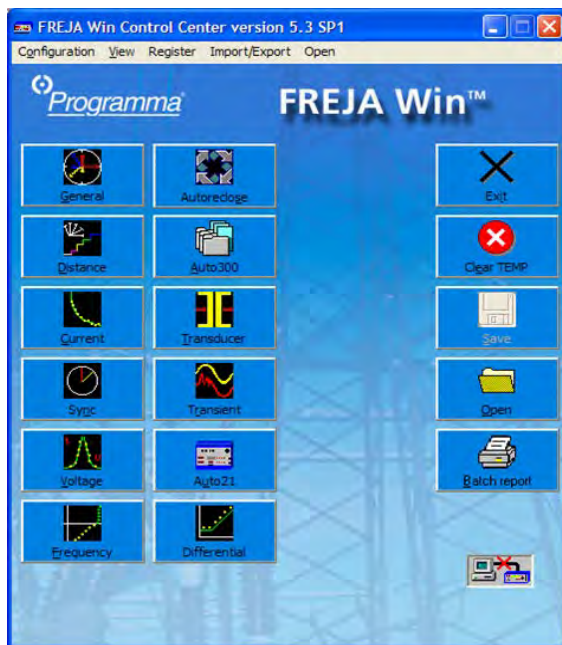 FREJA Win Control Center version 5.3 SP1
Configuration View Register Import/Export Open
Programma®
FREJA Win™
General
Autoreclose
Exit
Distance
Auto300
Clear TEMP
Current
Transducer
Save
Sync
Transient
Open
Voltage
Auto21
Batch report
Frequency
Differential